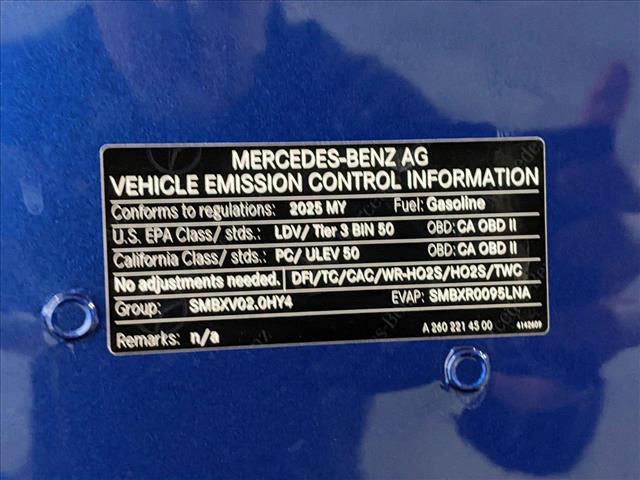 MERCEDES-BENZ AG
VEHICLE EMISSION CONTROL INFORMATION
Conforms to regulations: 2025 MY Fuel: Gasoline
U.S. EPA Class/ stds.: LDV/ Tier 3 BIN 50 OBD: CA OBD II
California Class/ stds.: PC/ ULEV 50 OBD: CA OBD II
No adjustments needed. DFI/TC/CAC/WR-HO2S/HO2S/TWC
Group: SMBXV02.0HY4 EVAP: SMBXR0095LNA
Remarks: n/a A 260 221 45 00